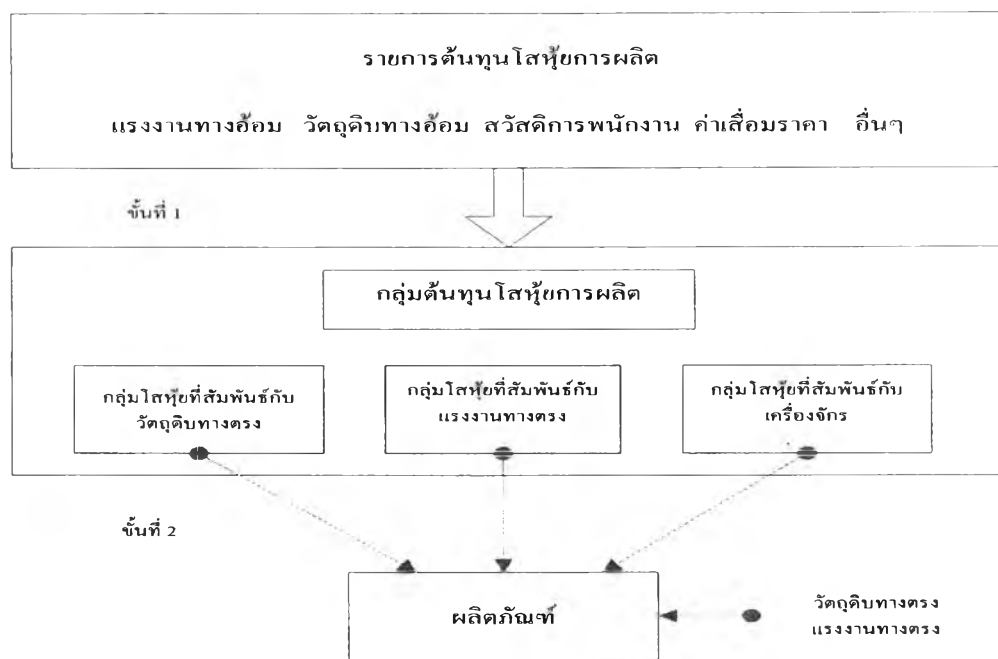 รายการต้นทุนโสหุ้ยการผลิต
แรงงานทางอ้อม วัตถุดิบทางอ้อม สวัสดิการพนักงาน ค่าเสื่อมราคา อื่นๆ
ขั้นที่ 1
กลุ่มต้นทุนโสหุ้ยการผลิต
กลุ่มโสหุ้ยที่สัมพันธ์กับ
วัตถุดิบทางตรง
กลุ่มโสหุ้ยที่สัมพันธ์กับ
แรงงานทางตรง
กลุ่มโสหุ้ยที่สัมพันธ์กับ
เครื่องจักร
ขั้นที่ 2
ผลิตภัณฑ์
วัตถุดิบทางตรง
แรงงานทางตรง